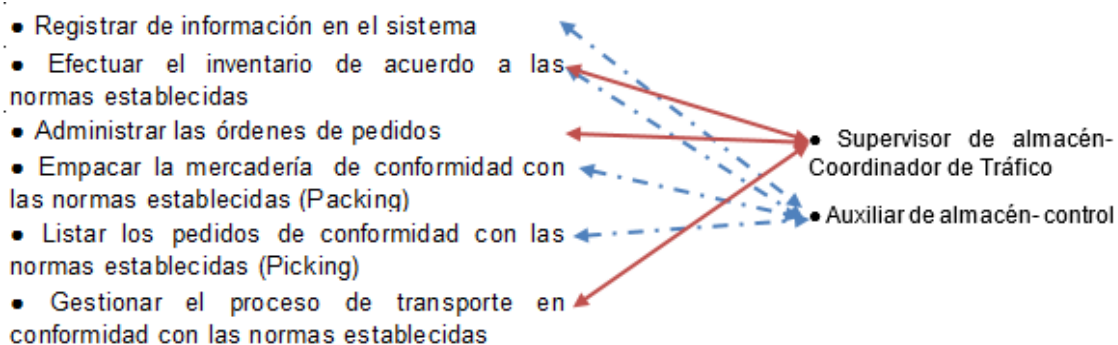 ● Registrar de información en el sistema
● Efectuar el inventario de acuerdo a las
normas establecidas
● Administrar las órdenes de pedidos
● Empacar la mercadería de conformidad con
las normas establecidas (Packing)
● Listar los pedidos de conformidad con las
normas establecidas (Picking)
● Gestionar el proceso de transporte en
conformidad con las normas establecidas
● Supervisor de almacén-
Coordinador de Tráfico
● Auxiliar de almacén- control